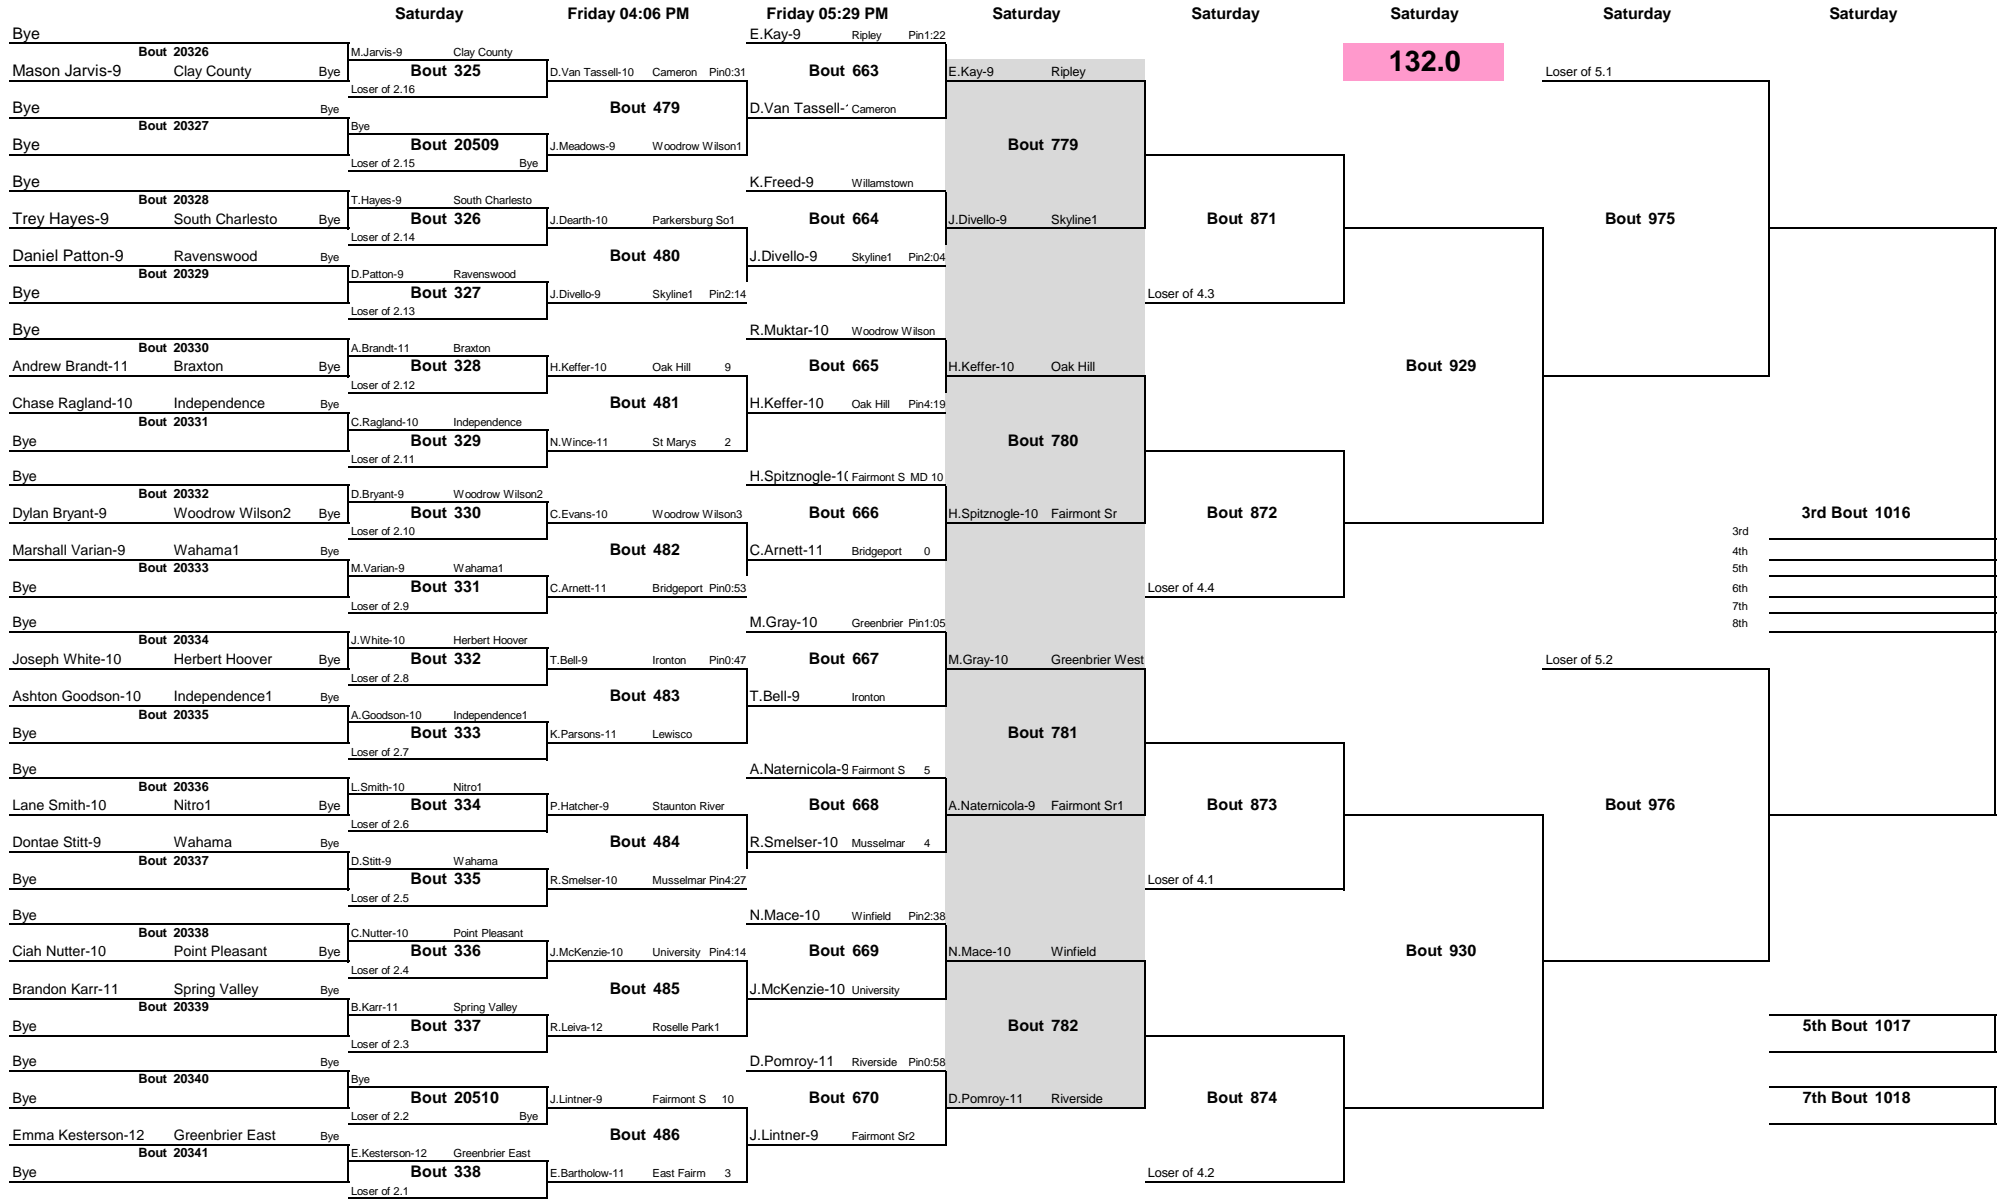 Saturday Friday 04:06 PM Friday 05:29 PM Saturday Saturday Saturday Saturday Saturday
132.0
Bye
Bout 20326
Mason Jarvis-9 Clay County Bye
Bye Bye
Bout 20327
Bye
Bye
Bout 20328
Trey Hayes-9 South Charlesto Bye
Daniel Patton-9 Ravenswood Bye
Bout 20329
Bye
Bye
Bout 20330
Andrew Brandt-11 Braxton Bye
Chase Ragland-10 Independence Bye
Bout 20331
Bye
Bye
Bout 20332
Dylan Bryant-9 Woodrow Wilson2 Bye
Marshall Varian-9 Wahama1 Bye
Bout 20333
Bye
Bye
Bout 20334
Joseph White-10 Herbert Hoover Bye
Ashton Goodson-10 Independence1 Bye
Bout 20335
Bye
Bye
Bout 20336
Lane Smith-10 Nitro1 Bye
Dontae Stitt-9 Wahama Bye
Bout 20337
Bye
Bye
Bout 20338
Ciah Nutter-10 Point Pleasant Bye
Brandon Karr-11 Spring Valley Bye
Bout 20339
Bye
Bye Bye
Bout 20340
Bye
Emma Kesterson-12 Greenbrier East Bye
Bout 20341
Bye
M.Jarvis-9 Clay County
Bout 325
Loser of 2.16
Bye
Bout 20509
Loser of 2.15 Bye
T.Hayes-9 South Charlesto
Bout 326
Loser of 2.14
D.Patton-9 Ravenswood
Bout 327
Loser of 2.13
A.Brandt-11 Braxton
Bout 328
Loser of 2.12
C.Ragland-10 Independence
Bout 329
Loser of 2.11
D.Bryant-9 Woodrow Wilson2
Bout 330
Loser of 2.10
M.Varian-9 Wahama1
Bout 331
Loser of 2.9
J.White-10 Herbert Hoover
Bout 332
Loser of 2.8
A.Goodson-10 Independence1
Bout 333
Loser of 2.7
L.Smith-10 Nitro1
Bout 334
Loser of 2.6
D.Stitt-9 Wahama
Bout 335
Loser of 2.5
C.Nutter-10 Point Pleasant
Bout 336
Loser of 2.4
B.Karr-11 Spring Valley
Bout 337
Loser of 2.3
Bye
Bout 20510
Loser of 2.2 Bye
E.Kesterson-12 Greenbrier East
Bout 338
Loser of 2.1
D.Van Tassell-10 Cameron Pin0:31
Bout 479
J.Meadows-9 Woodrow Wilson1
J.Dearth-10 Parkersburg So1
Bout 480
J.Divello-9 Skyline1 Pin2:14
H.Keffer-10 Oak Hill 9
Bout 481
N.Wince-11 St Marys 2
C.Evans-10 Woodrow Wilson3
Bout 482
C.Arnett-11 Bridgeport Pin0:53
T.Bell-9 Ironton Pin0:47
Bout 483
K.Parsons-11 Lewisco
P.Hatcher-9 Staunton River
Bout 484
R.Smelser-10 Musselmar Pin4:27
J.McKenzie-10 University Pin4:14
Bout 485
R.Leiva-12 Roselle Park1
J.Lintner-9 Fairmont S 10
Bout 486
E.Bartholow-11 East Fairm 3
E.Kay-9 Ripley Pin1:22
Bout 663
D.Van Tassell- Cameron
K.Freed-9 Willamstown
Bout 664
J.Divello-9 Skyline1 Pin2:04
R.Muktar-10 Woodrow Wilson
Bout 665
H.Keffer-10 Oak Hill Pin4:19
H.Spitznogle-1( Fairmont S MD 10
Bout 666
C.Arnett-11 Bridgeport 0
M.Gray-10 Greenbrier Pin1:05
Bout 667
T.Bell-9 Ironton
A.Naternicola-9 Fairmont S 5
Bout 668
R.Smelser-10 Musselmar 4
N.Mace-10 Winfield Pin2:38
Bout 669
J.McKenzie-10 University
D.Pomroy-11 Riverside Pin0:58
Bout 670
J.Lintner-9 Fairmont Sr2
E.Kay-9 Ripley
Bout 779
J.Divello-9 Skyline1
H.Keffer-10 Oak Hill
Bout 780
H.Spitznogle-10 Fairmont Sr
M.Gray-10 Greenbrier West
Bout 781
A.Naternicola-9 Fairmont Sr1
N.Mace-10 Winfield
Bout 782
D.Pomroy-11 Riverside
Bout 871
Loser of 4.3
Bout 872
Loser of 4.4
Bout 873
Loser of 4.1
Bout 874
Loser of 4.2
Bout 929
Bout 930
Loser of 5.1
Bout 975
Loser of 5.2
Bout 976
3rd Bout 1016
3rd
4th
5th
6th
7th
8th
5th Bout 1017
7th Bout 1018